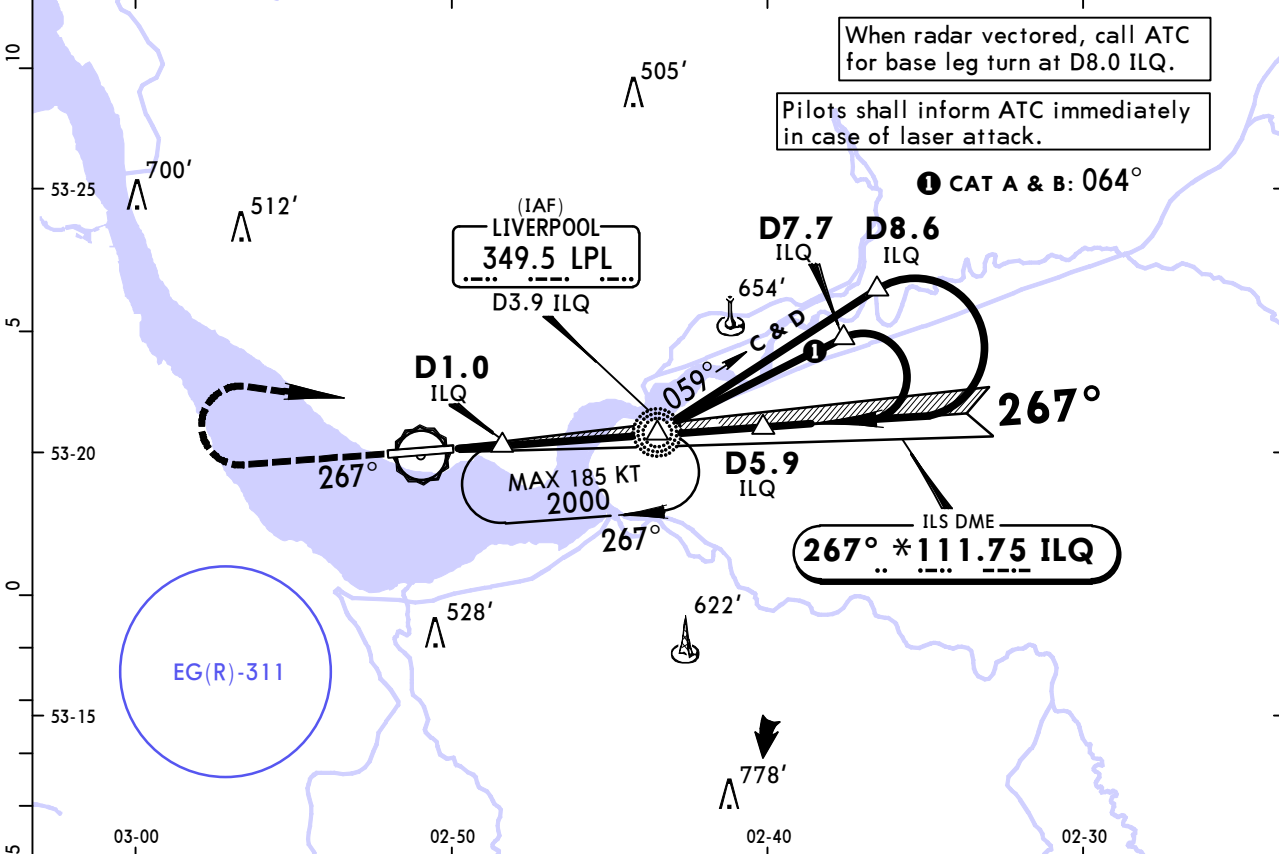 When radar vectored, call ATC
for base leg turn at D8.0 ILQ.
Pilots shall inform ATC immediately
in case of laser attack.
❶ CAT A & B: 064°
10
505'
700'
53-25
512'
(IAF)
LIVERPOOL
349.5 LPL
D3.9 ILQ
D7.7
ILQ
D8.6
ILQ
654'
5
C & D
❶
059°
D1.0
ILQ
267°
53-20
267°
MAX 185 KT
2000
267°
D5.9
ILQ
ILS DME
267° *111.75 ILQ
0
528'
622'
EG(R)-311
53-15
778'
5
03-00
02-50
02-40
02-30